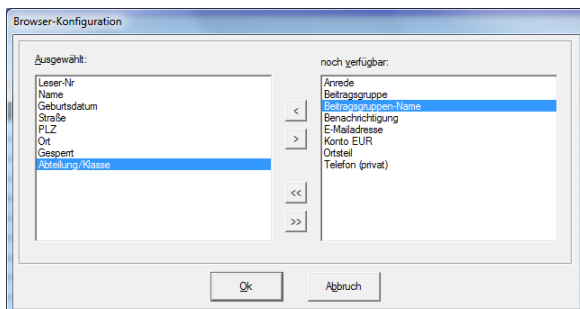 Browser-Konfiguration
Ausgewählt:
Leser-Nr
Name
Geburtsdatum
Straße
PLZ
Ort
Gesperrt
Abteilung/Klasse
<
>
<<
>>
noch verfügbar:
Anrede
Beitragsgruppe
Beitragsgruppen-Name
Benachrichtigung
E-Mailadresse
Konto EUR
Ortsteil
Telefon (privat)
Ok
Abbruch